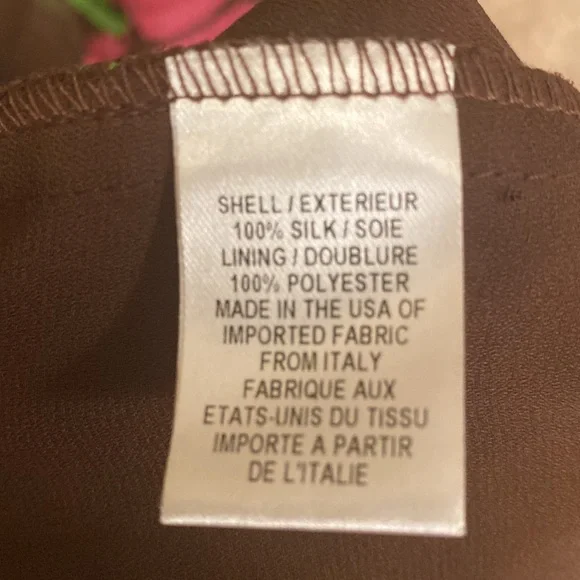 SHELL / EXTERIEUR
100% SILK / SOIE
LINING / DOUBLURE
100% POLYESTER
MADE IN THE USA OF
IMPORTED FABRIC
FROM ITALY
FABRIQUE AUX
ETATS-UNIS DU TISSU
IMPORTE A PARTIR
DE L'ITALIE